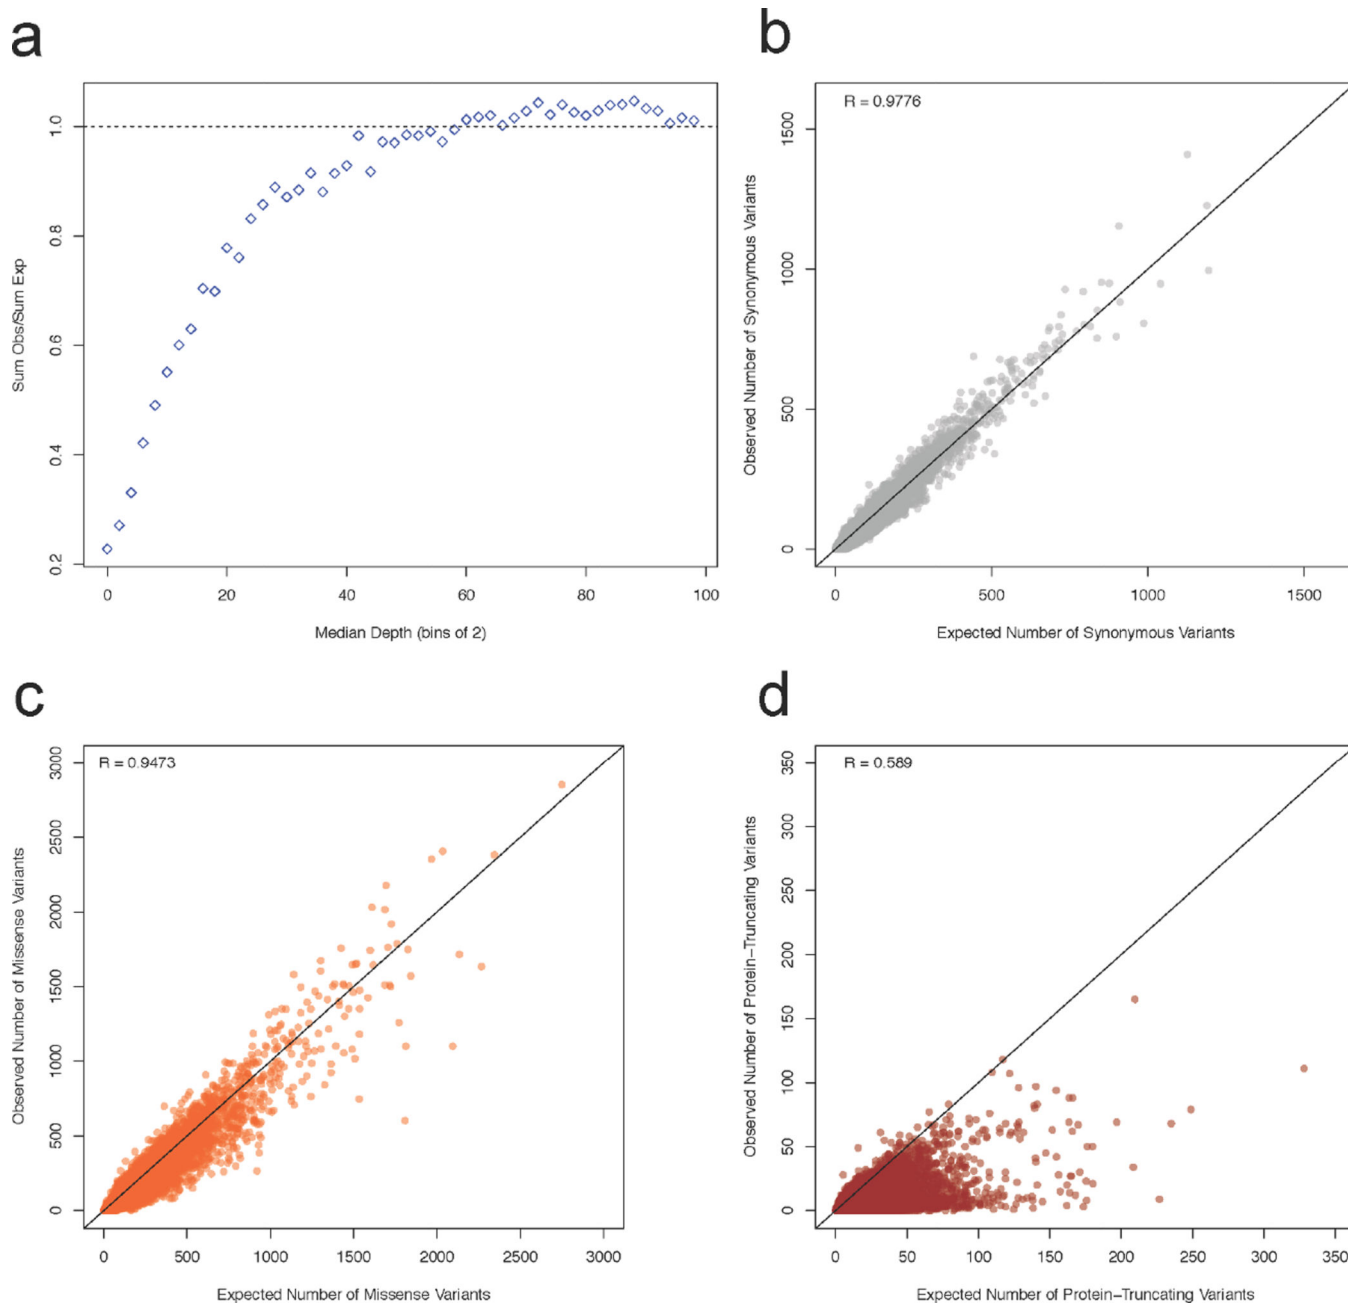 a
Sum Obs/Sum Exp
1.0
0.8
0.6
0.4
0.2
0 20 40 60 80 100
Median Depth (bins of 2)
b
R = 0.9776
Observed Number of Synonymous Variants
1500
1000
500
0
0 500 1000 1500
Expected Number of Synonymous Variants
c
R = 0.9473
Observed Number of Missense Variants
3000
2500
2000
1500
1000
500
0
0 500 1000 1500 2000 2500 3000
Expected Number of Missense Variants
d
R = 0.589
Observed Number of Protein−Truncating Variants
350
300
250
200
150
100
50
0
0 50 100 150 200 250 300 350
Expected Number of Protein−Truncating Variants